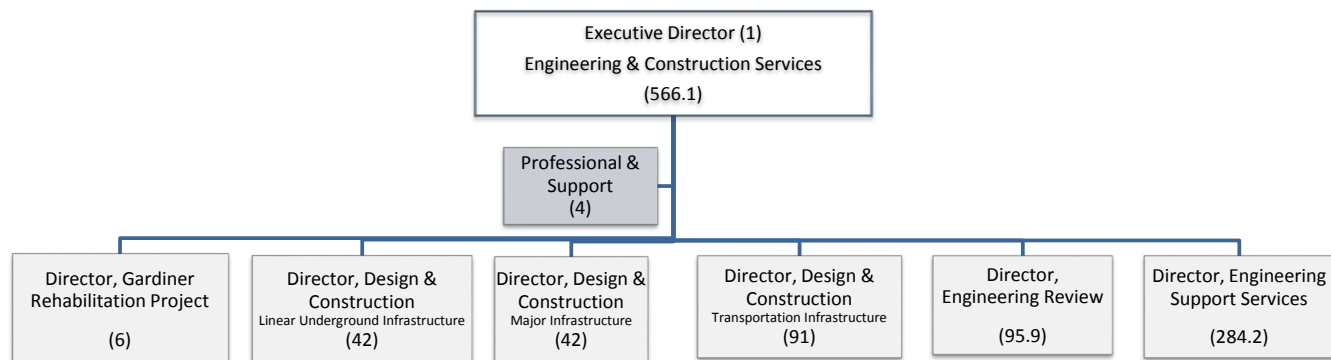 Executive Director (1)
Engineering & Construction Services
(566.1)
Professional &
Support
(4)
Director, Gardiner
Rehabilitation Project
(6)
Director, Design &
Construction
Linear Underground Infrastructure
(42)
Director, Design &
Construction
Major Infrastructure
(42)
Director, Design &
Construction
Transportation Infrastructure
(91)
Director,
Engineering Review
(95.9)
Director, Engineering
Support Services
(284.2)